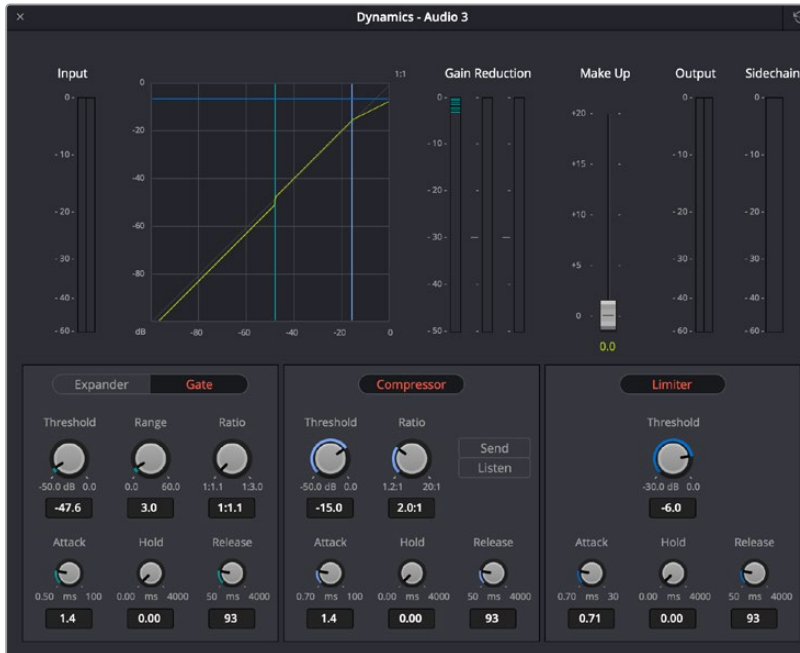 Dynamics - Audio 3
Input
1:1
Gain Reduction
Make Up
Output
Sidechain
0-
0
0-
+20 -
0-
0-
-10-
-20
-10-
+15 -
-10-
-10-
-20-
-40
-20-
+10 -
-20-
-20-
-30-
-60
-30-
+5 -
-30-
-30-
-40-
-80
-40-
0 -
-40-
-40-
-60-
dB -80 -60 -40 -20 0
-50-
-60-
-60-
0.0
Expander Gate
Compressor
Limiter
Threshold Range Ratio
Threshold Ratio
Threshold
Send
Listen
-50.0 dB 0.0 0.0 60.0 1:1.1 1:3.0
-50.0 dB 0.0 1.2:1 20:1
-30.0 dB 0.0
-47.6 3.0 1:1.1
-15.0 2.0:1
-6.0
Attack Hold Release
Attack Hold Release
Attack Hold Release
0.50 ms 100 0.00 ms 4000 50 ms 4000
0.70 ms 100 0.00 ms 4000 50 ms 4000
0.70 ms 30 0.00 ms 4000 50 ms 4000
1.4 0.00 93
1.4 0.00 93
0.71 0.00 93